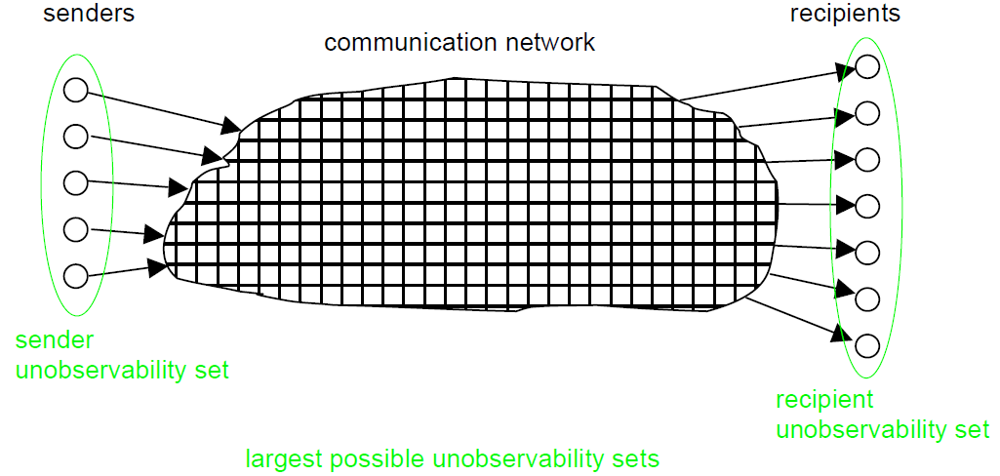 senders
recipients
communication network
sender
unobservability set
recipient
unobservability set
largest possible unobservability sets